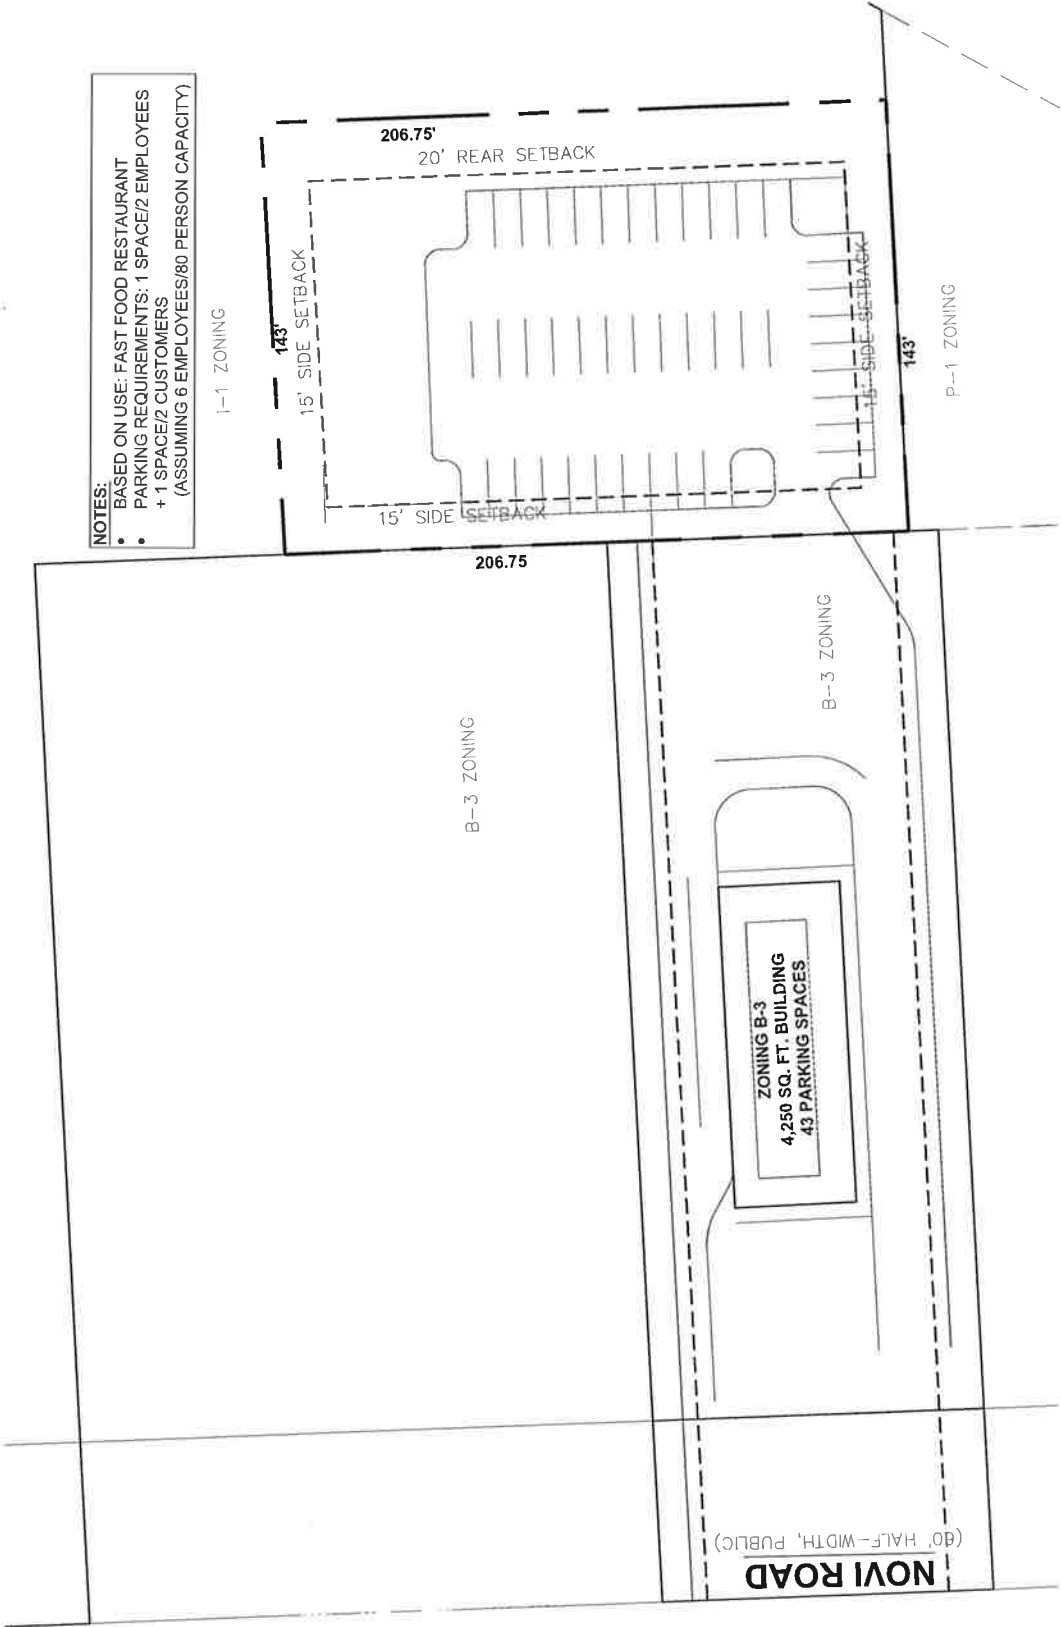 NOTES:
• BASED ON USE: FAST FOOD RESTAURANT
• PARKING REQUIREMENTS: 1 SPACE/2 EMPLOYEES
+ 1 SPACE/2 CUSTOMERS
(ASSUMING 6 EMPLOYEES/80 PERSON CAPACITY)
I-1 ZONING
206.75'
20' REAR SETBACK
143'
15' SIDE SETBACK
15' SIDE SETBACK
143'
P-1 ZONING
15' SIDE SETBACK
206.75
B-3 ZONING
B-3 ZONING
ZONING B-3
4,250 SQ. FT. BUILDING
43 PARKING SPACES
NOVI ROAD
(60' HALF-WIDTH, PUBLIC)